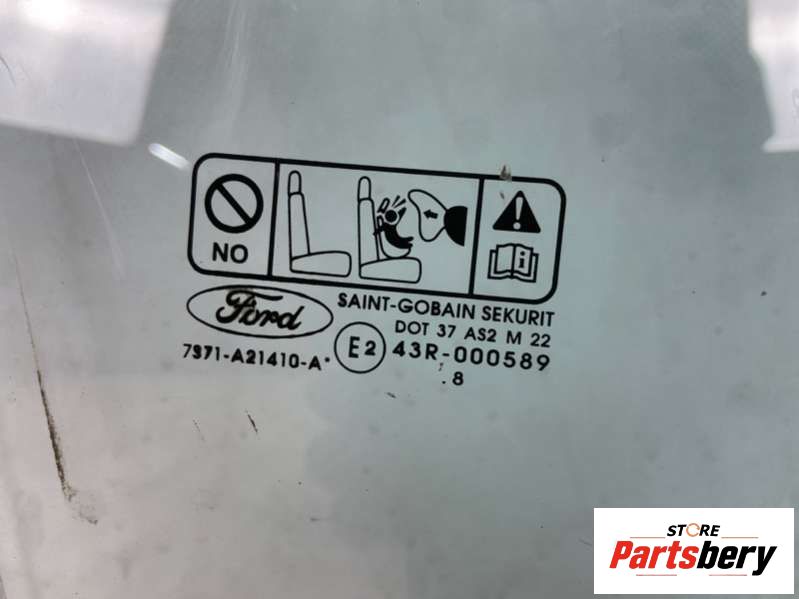 NO
Ford
SAINT-GOBAIN SEKURIT
DOT 37 AS2 M 22
7S71-A21410-A
E2 43R-000589
. 8
STORE
Partsbery